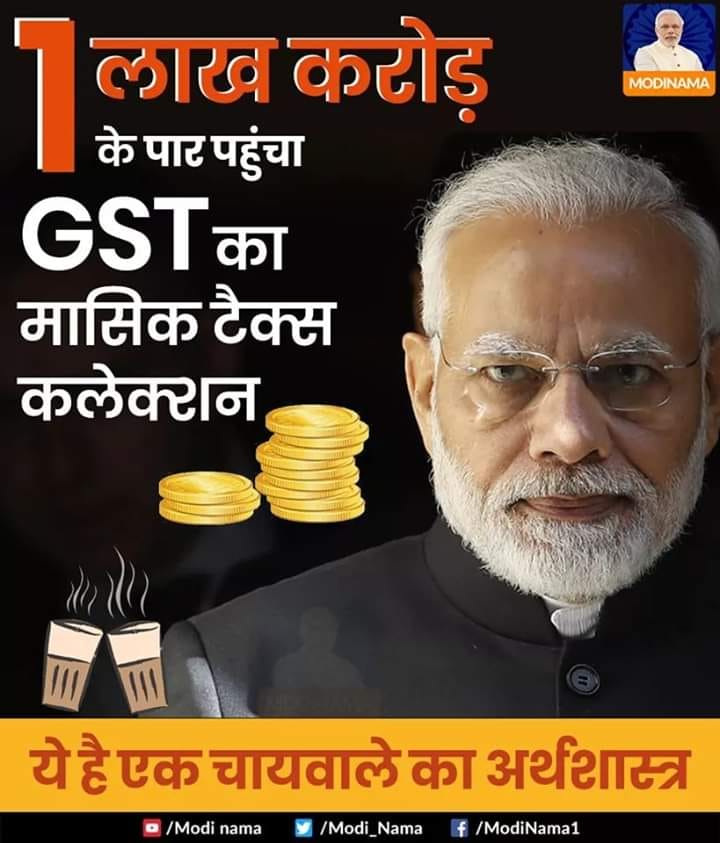 1 लाख करोड़
के पार पहुंचा
GST का
मासिक टैक्स
कलेक्शन
MODINAMA
ये है एक चायवाले का अर्थशास्त्र
/Modi nama /Modi_Nama /ModiNama1